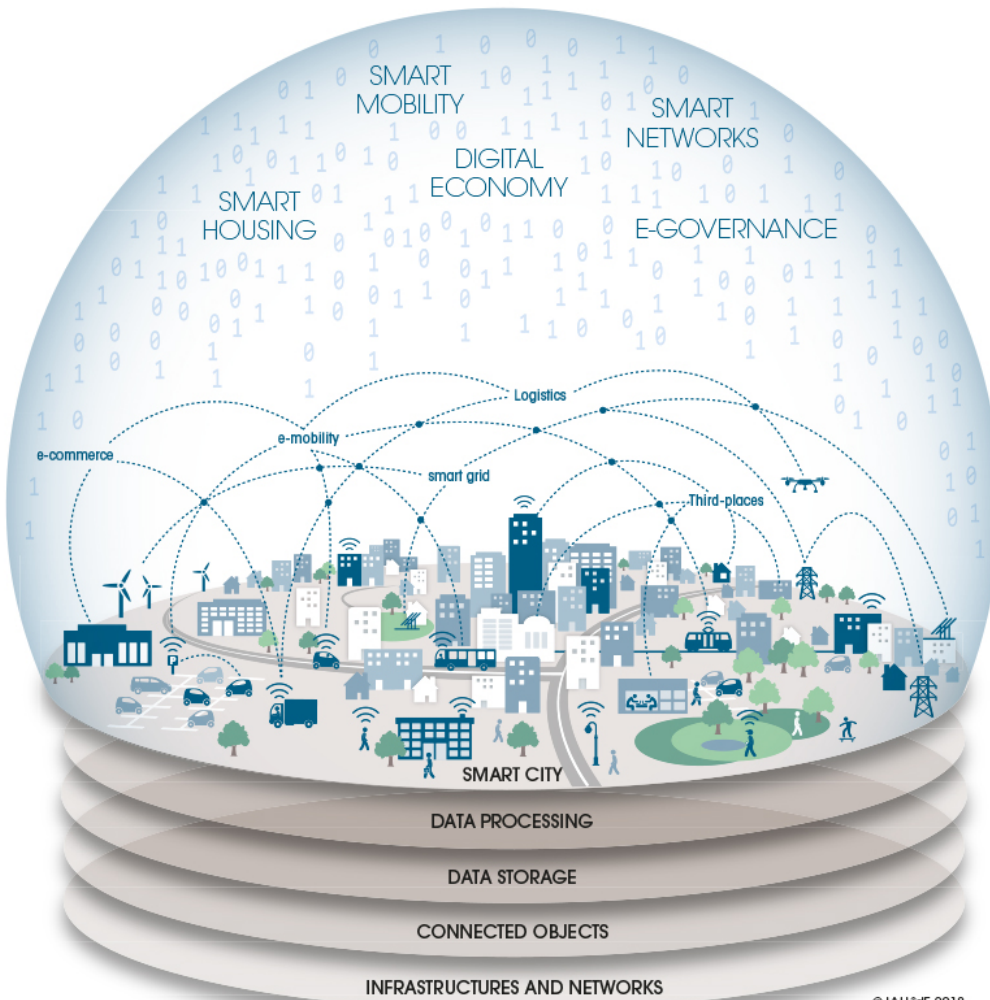 SMART
MOBILITY
SMART
NETWORKS
DIGITAL
ECONOMY
SMART
HOUSING
E-GOVERNANCE
Logistics
e-mobility
e-commerce
smart grid
Third-places
P
SMART CITY
DATA PROCESSING
DATA STORAGE
CONNECTED OBJECTS
INFRASTRUCTURES AND NETWORKS